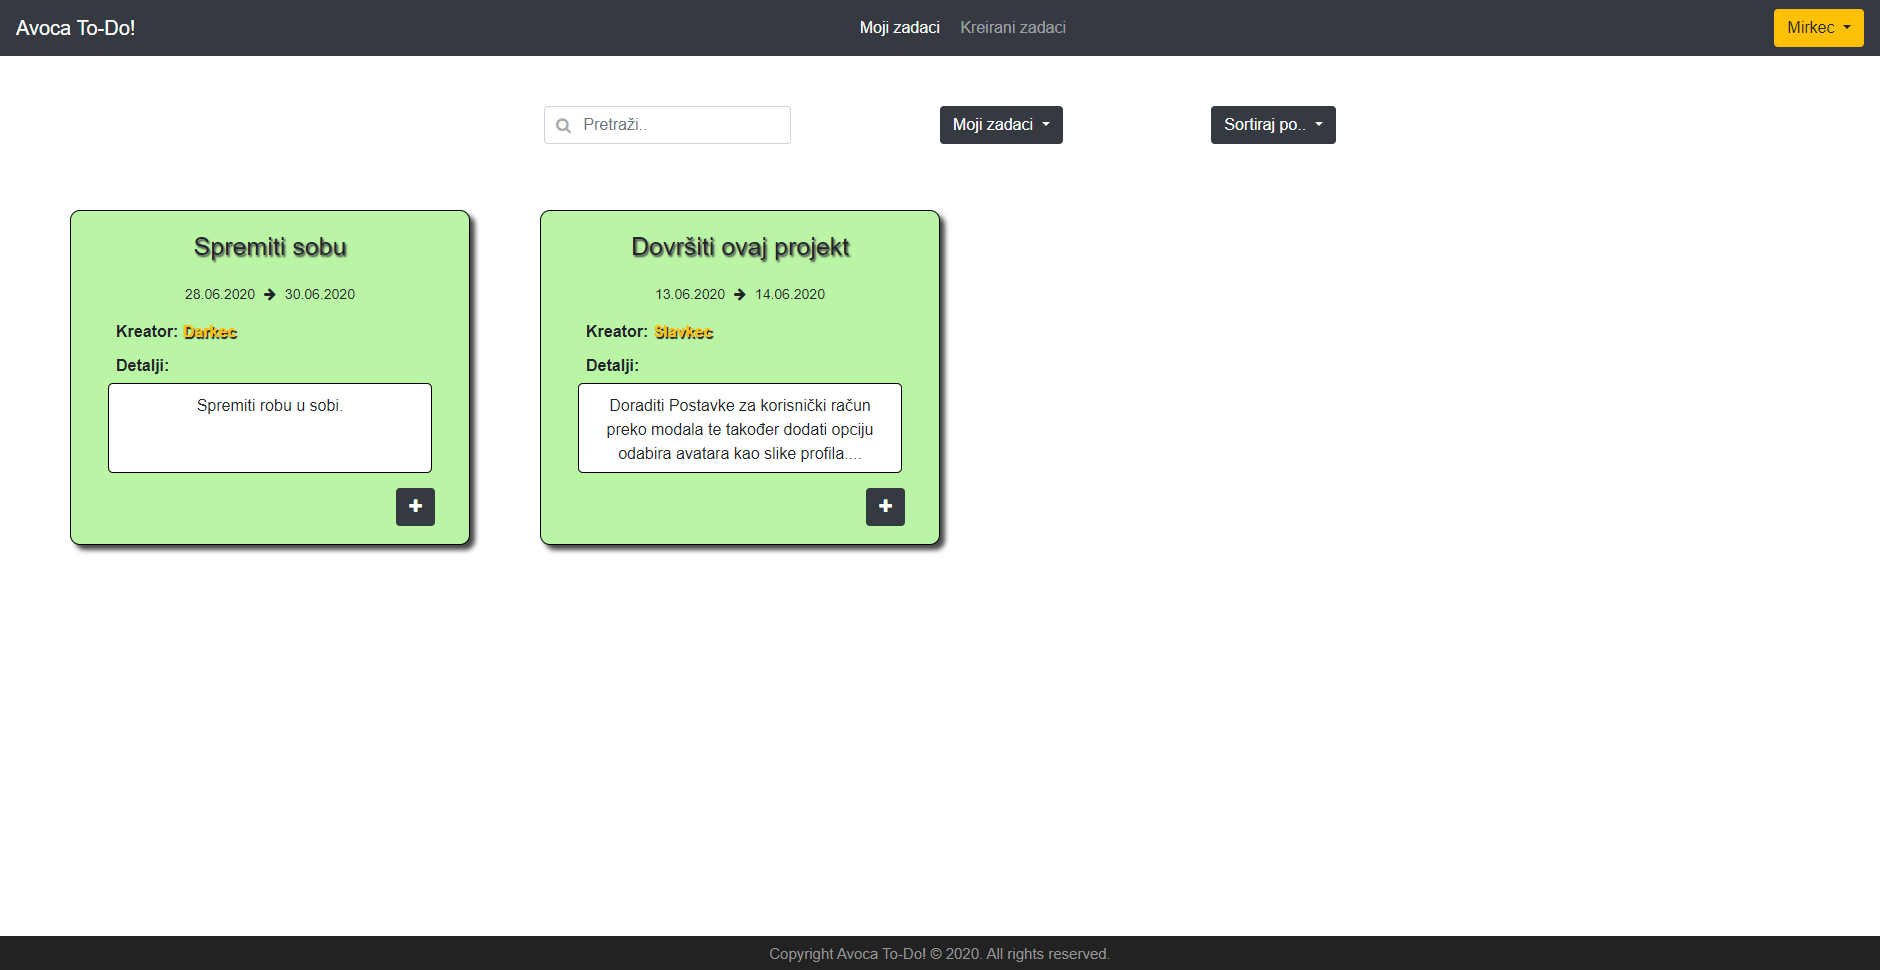 Avoca To-Do!
Moji zadaci
Kreirani zadaci
Mirkec
Pretraži..
Moji zadaci
Sortiraj po..
Spremiti sobu
28.06.2020 → 30.06.2020
Kreator: Darkec
Detalji:
Spremiti robu u sobi.
Dovršiti ovaj projekt
13.06.2020 → 14.06.2020
Kreator: Slavkec
Detalji:
Doraditi Postavke za korisnički račun
preko modala te također dodati opciju
odabira avatara kao slike profila....
Copyright Avoca To-Do! © 2020. All rights reserved.